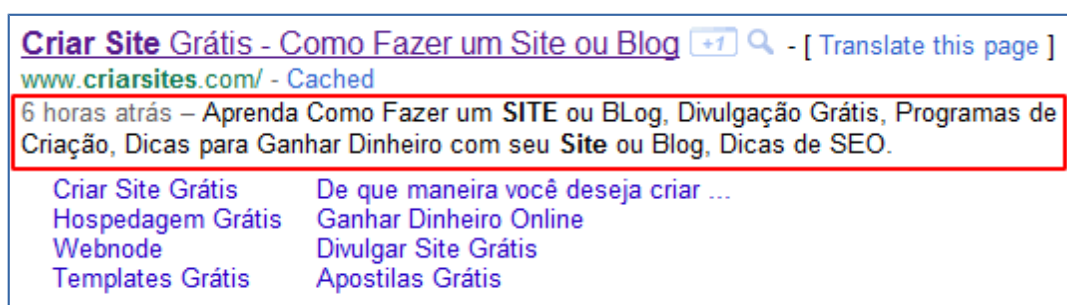 Criar Site Grátis - Como Fazer um Site ou Blog +1 - [ Translate this page ]
www.criarsites.com/ - Cached
6 horas atrás – Aprenda Como Fazer um SITE ou BLog, Divulgação Grátis, Programas de
Criação, Dicas para Ganhar Dinheiro com seu Site ou Blog, Dicas de SEO.
Criar Site Grátis De que maneira você deseja criar ...
Hospedagem Grátis Ganhar Dinheiro Online
Webnode Divulgar Site Grátis
Templates Grátis Apostilas Grátis